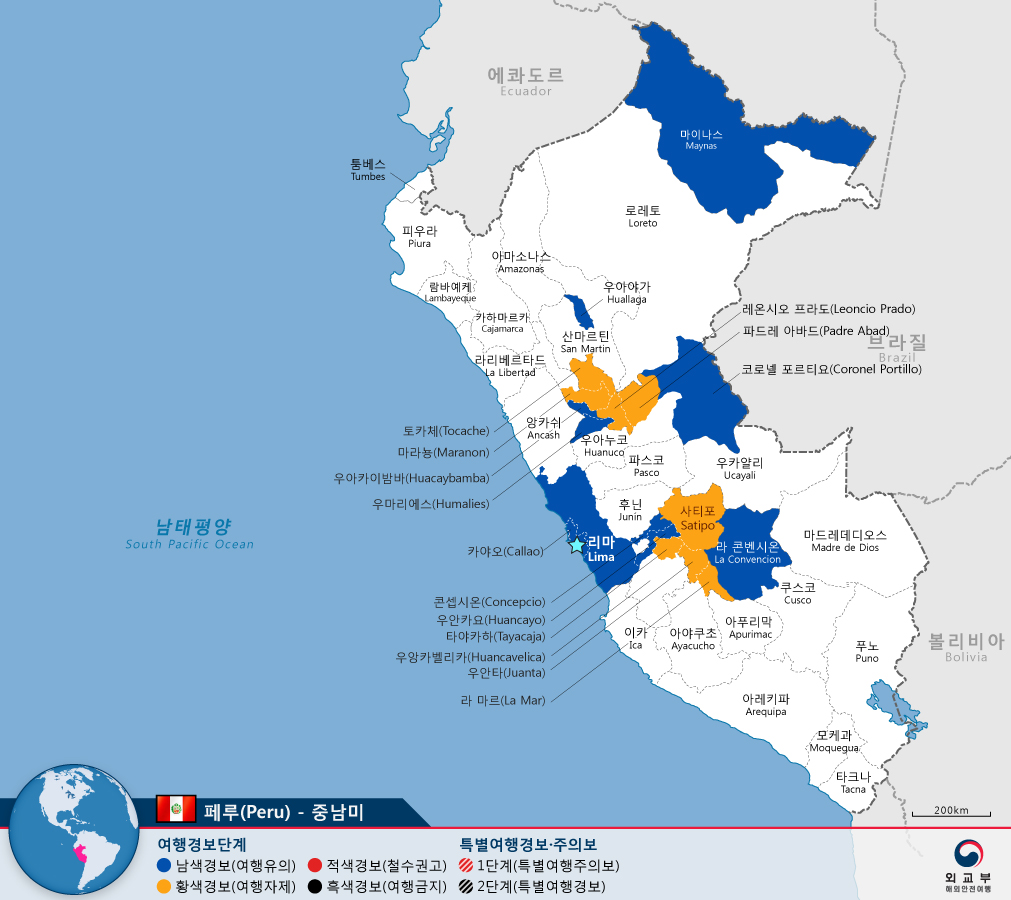 에콰도르
Ecuador
마이나스
Maynas
툼베스
Tumbes
로레토
Loreto
피우라
Piura
아마소나스
Amazonas
람바예케
Lambayeque
우아야가
Huallaga
카하마르카
Cajamarca
레온시오 프라도(Leoncio Prado)
산마르틴
San Martin
파드레 아바드(Padre Abad)
브라질
Brazil
라리베르타드
La Libertad
코로넬 포르티요(Coronel Portillo)
앙카쉬
Ancash
토카체(Tocache)
우아누코
Huanuco
마라뇽(Maranon)
파스코
Pasco
우카얄리
Ucayali
우아카이밤바(Huacaybamba)
우마리에스(Humalies)
후닌
Junin
사티포
Satipo
남태평양
South Pacific Ocean
마드레데디오스
Madre de Dios
리마
Lima
라 콘벤시온
La Convencion
카야오(Callao)
쿠스코
Cusco
콘셉시온(Concepcio)
우안카요(Huancayo)
타야카하(Tayacaja)
이카
Ica
아야쿠초
Ayacucho
아푸리막
Apurimac
볼리비아
Bolivia
푸노
Puno
우앙카벨리카(Huancavelica)
우안타(Juanta)
라 마르(La Mar)
아레키파
Arequipa
모케과
Moquegua
타크나
Tacna
200km
페루(Peru) - 중남미
여행경보단계
특별여행경보·주의보
남색경보(여행유의)
적색경보(철수권고)
1단계(특별여행주의보)
황색경보(여행자제)
흑색경보(여행금지)
2단계(특별여행경보)
외교부
해외안전여행